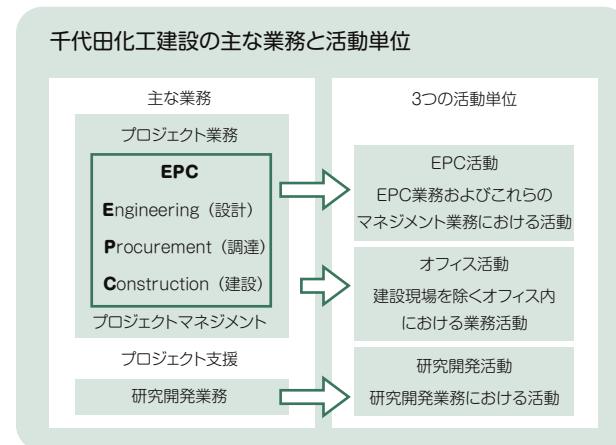 千代田化工建設の主な業務と活動単位
主な業務
プロジェクト業務
EPC
Engineering（設計）
Procurement（調達）
Construction（建設）
プロジェクトマネジメント
プロジェクト支援
研究開発業務
3つの活動単位
EPC活動
EPC業務およびこれらの
マネジメント業務における活動
オフィス活動
建設現場を除くオフィス内
における業務活動
研究開発活動
研究開発業務における活動